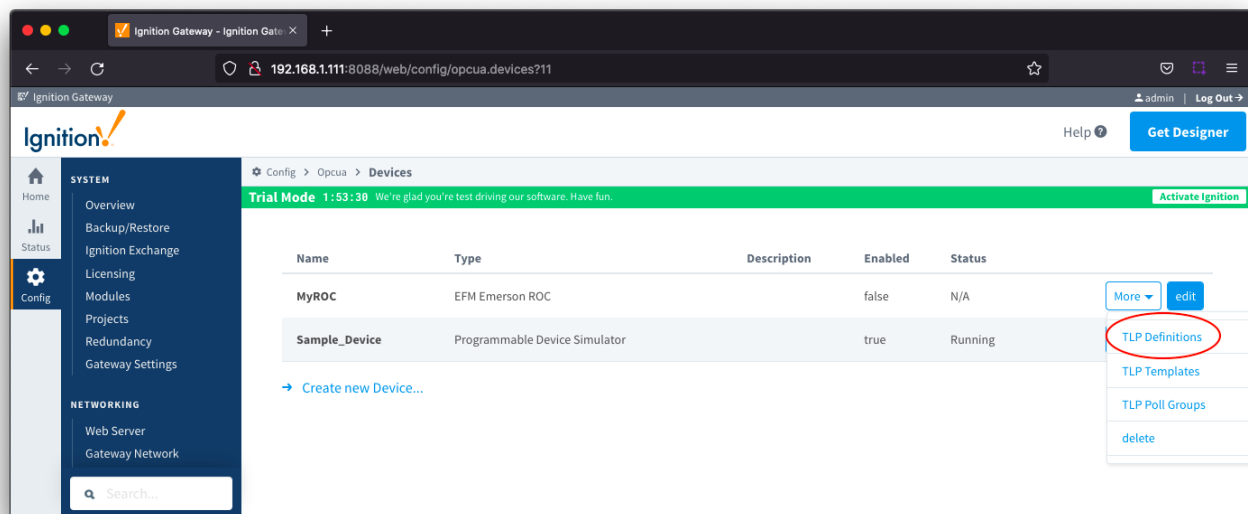 Ignition Gateway - Ignition Gate
192.168.1.111:8088/web/config/opcua.devices?11
Ignition Gateway
admin | Log Out
Ignition!
Help
Get Designer
Home
Status
Config
SYSTEM
Overview
Backup/Restore
Ignition Exchange
Licensing
Modules
Projects
Redundancy
Gateway Settings
NETWORKING
Web Server
Gateway Network
Search...
Config > Opcua > Devices
Trial Mode 1:53:30 We're glad you're test driving our software. Have fun.
Activate Ignition
Name Type Description Enabled Status
MyROC EFM Emerson ROC false N/A More edit
Sample_Device Programmable Device Simulator true Running
Create new Device...
TLP Definitions
TLP Templates
TLP Poll Groups
delete